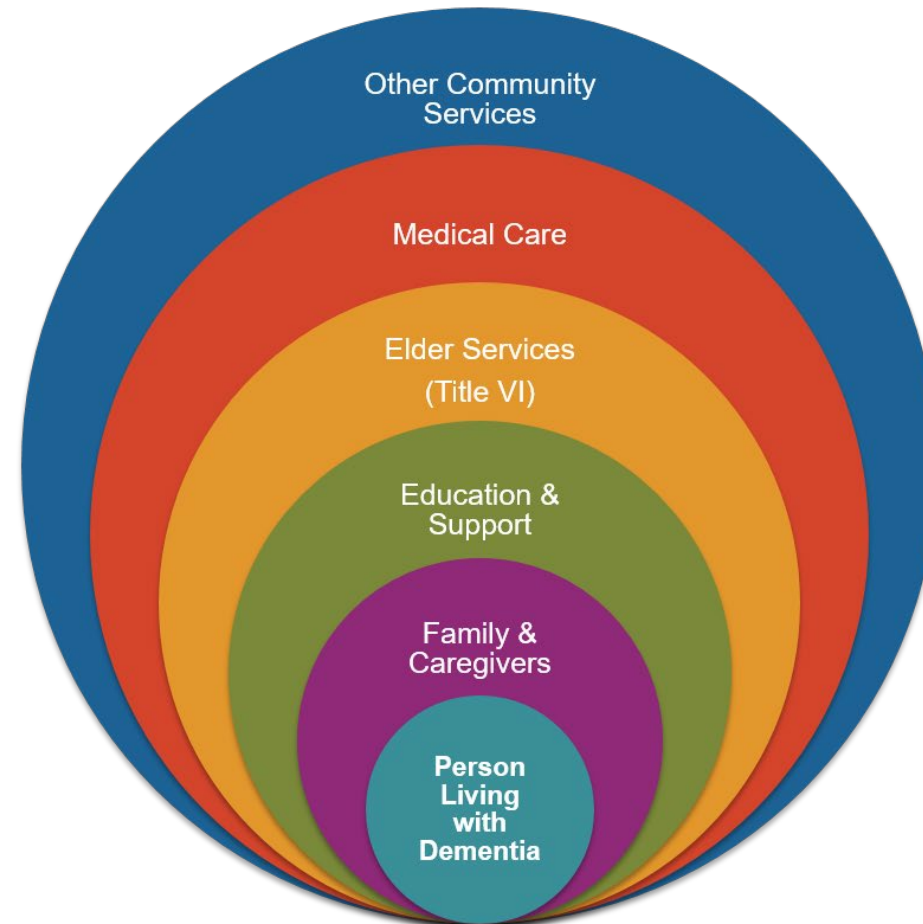 Other Community
Services
Medical Care
Elder Services
(Title VI)
Education &
Support
Family &
Caregivers
Person
Living
with
Dementia